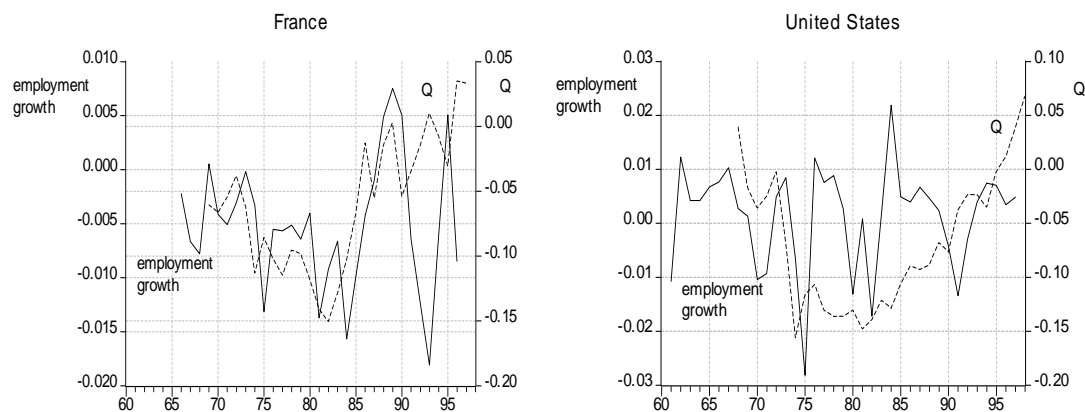 France
0.010
0.005
0.000
-0.005
-0.010
-0.015
-0.020
employment
growth
employment
growth
Q
0.05
0.00
-0.05
-0.10
-0.15
-0.20
Q
60 65 70 75 80 85 90 95
United States
0.03
0.02
0.01
0.00
-0.01
-0.02
-0.03
employment
growth
employment
growth
Q
0.10
0.05
0.00
-0.05
-0.10
-0.15
-0.20
Q
60 65 70 75 80 85 90 95